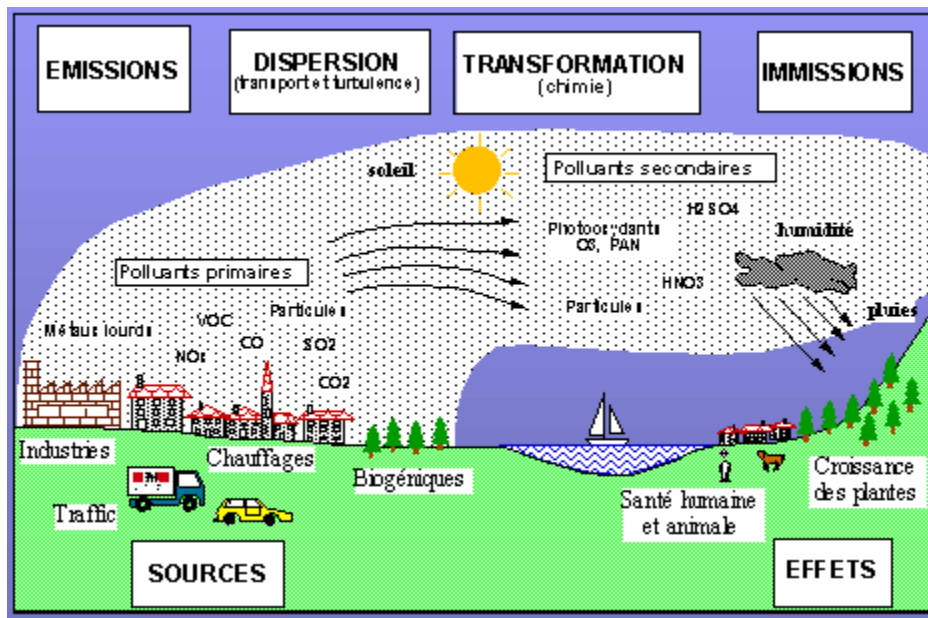 EMISSIONS
DISPERSION
(transport et turbulence)
TRANSFORMATION
(chimie)
IMMISSIONS
soleil
Polluants secondaires
H2SO4
Photooxydants
O3, PAN
humidité
Polluants primaires
HNO3
Particules
Particules
pluies
Métaux lourds
VOC
CO
SO2
NOx
CO2
Industries
Chauffages
Biogéniques
Traffic
Santé humaine
et animale
Croissance
des plantes
SOURCES
EFFETS